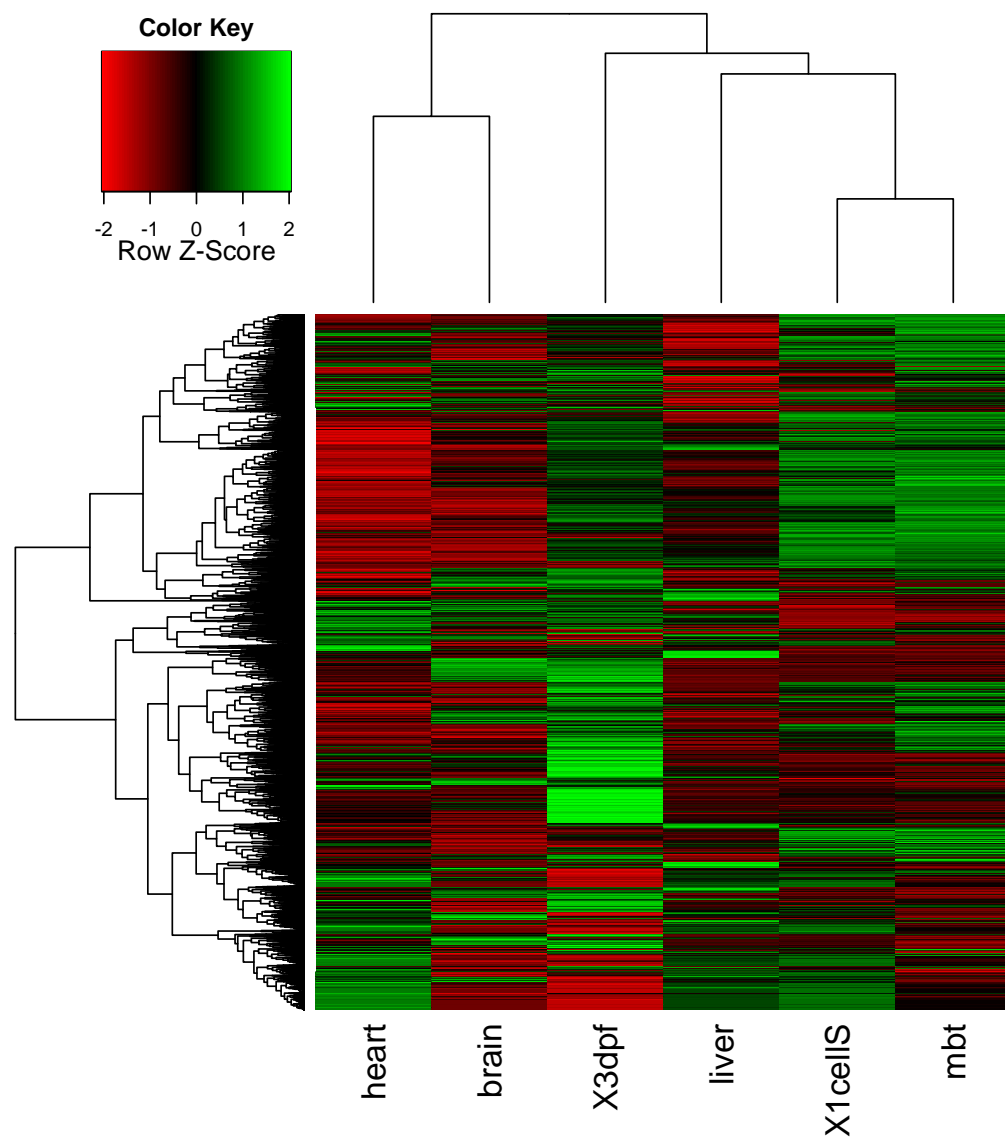 Color Key
-2 -1 0 1 2
Row Z-Score
heart
brain
X3dpf
liver
X1cellS
mbt